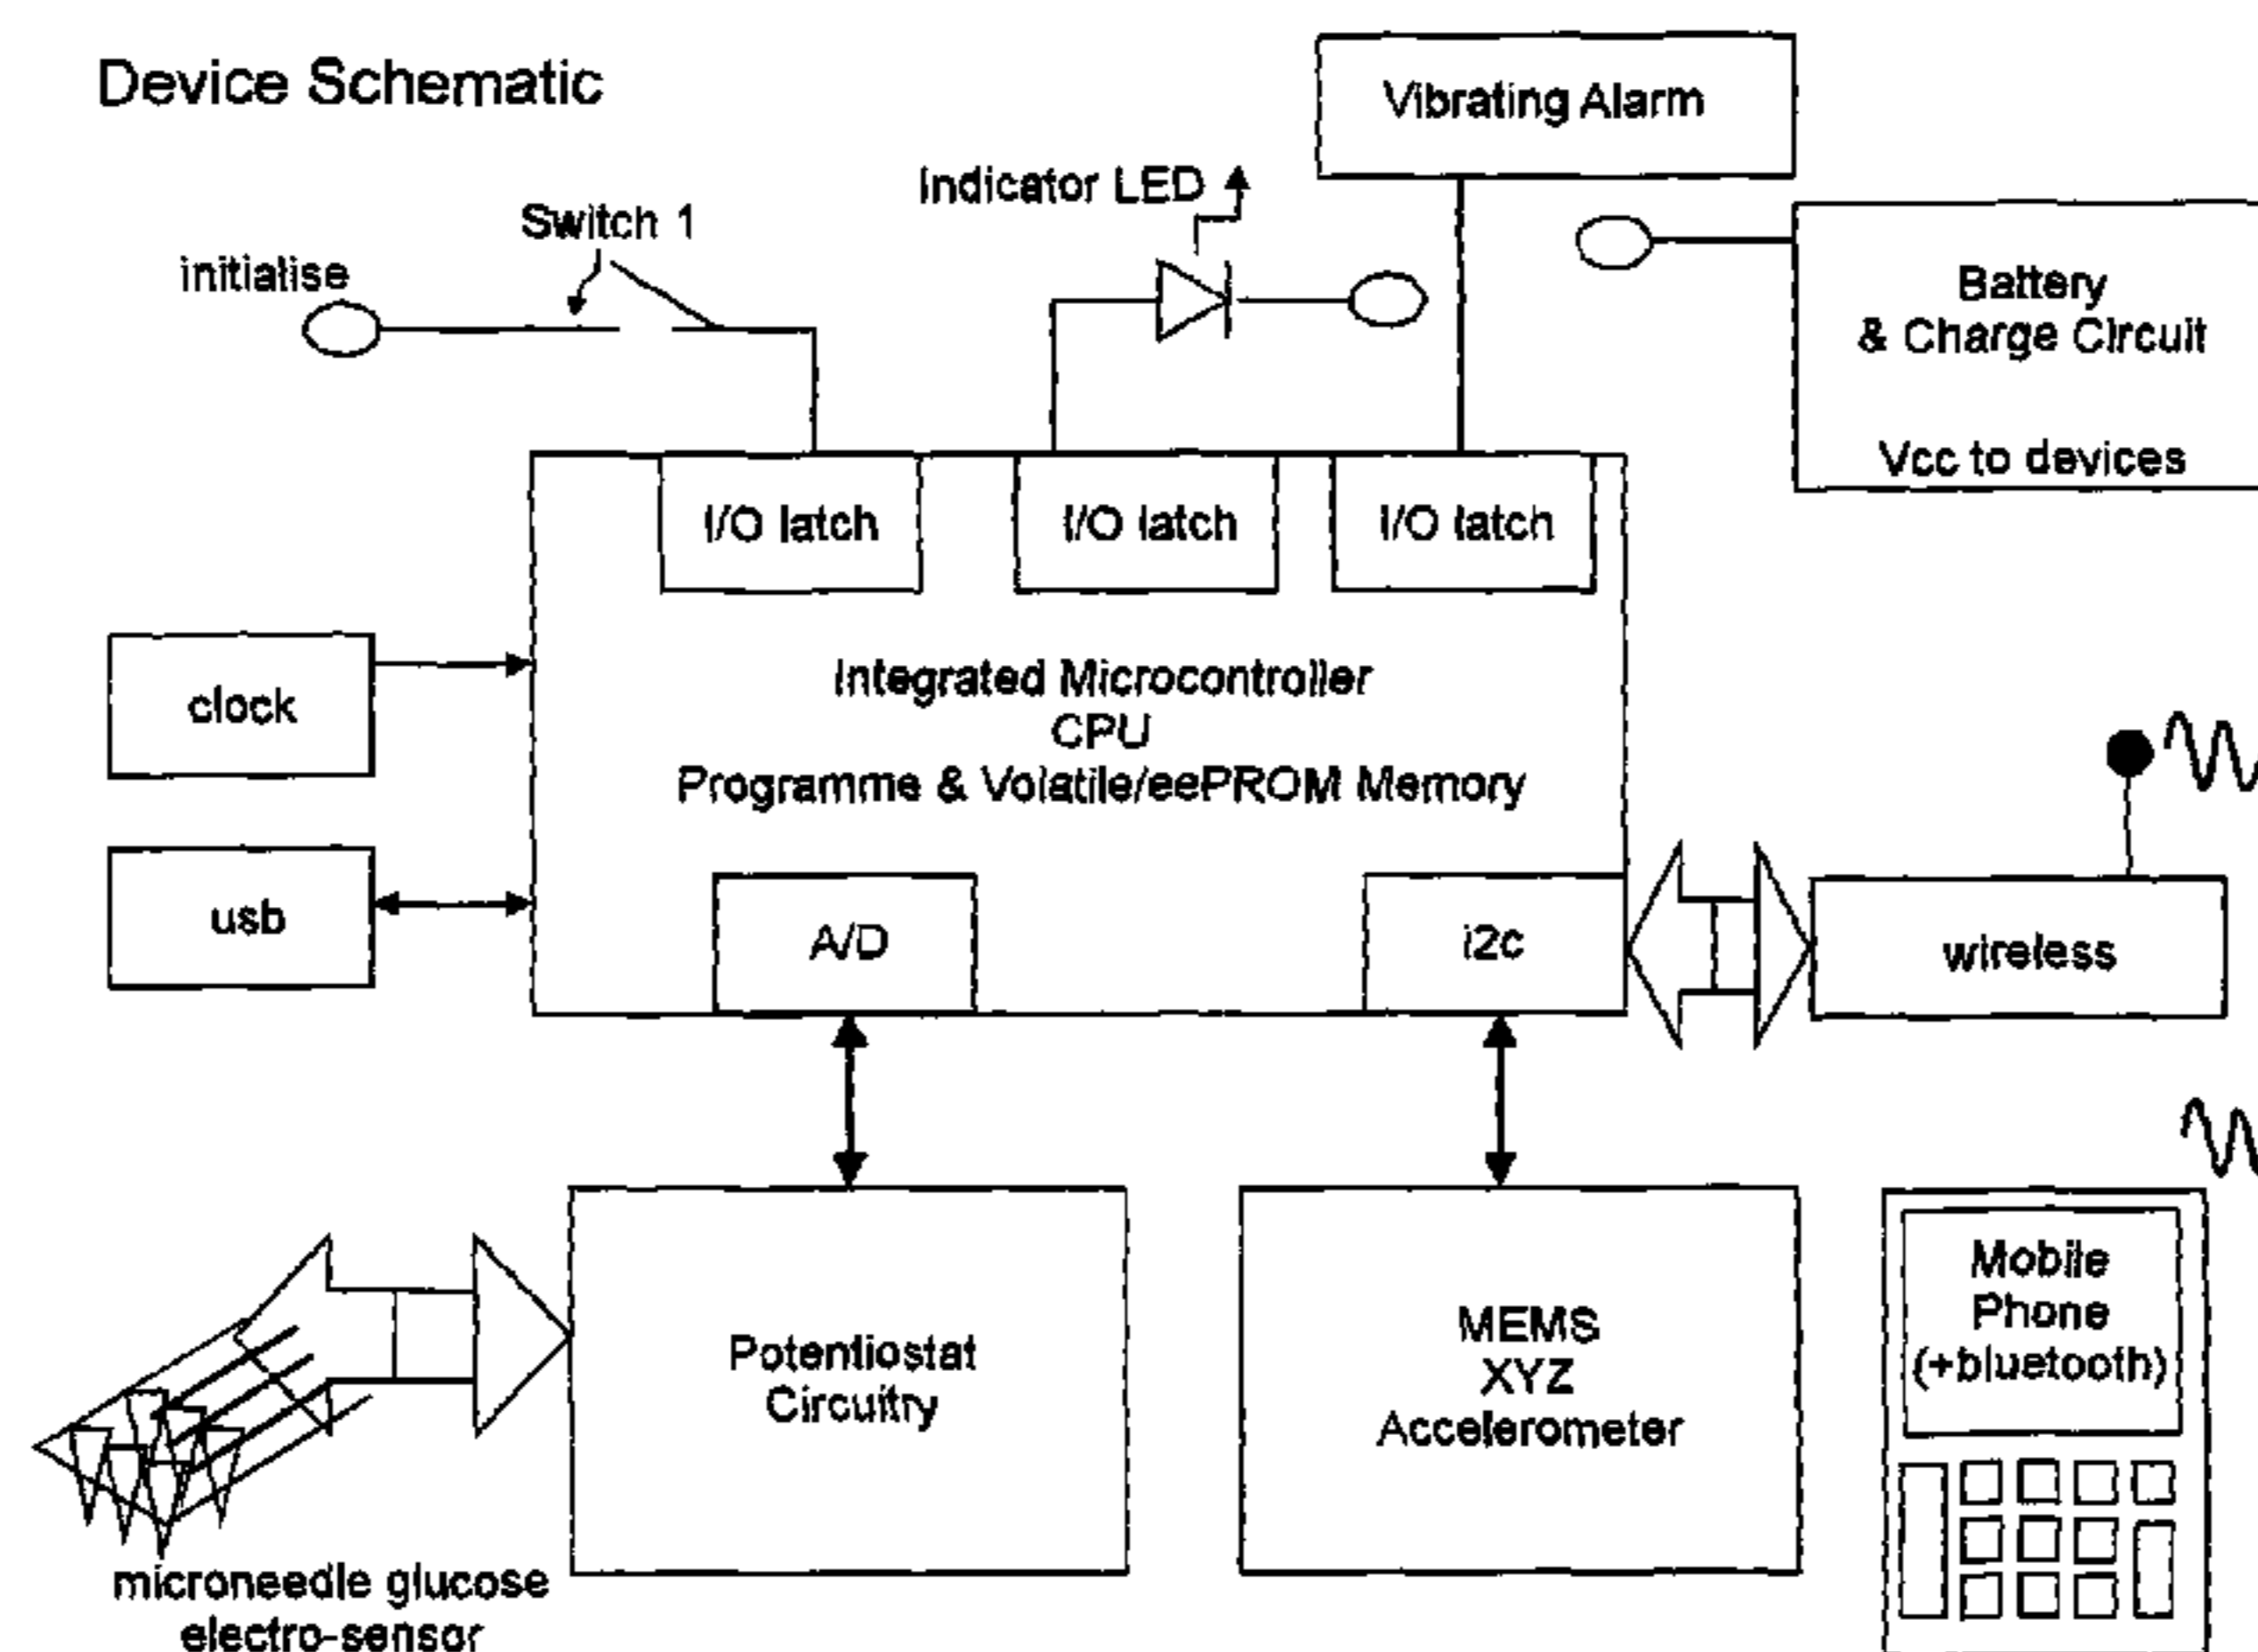 Device Schematic
Vibrating Alarm
Indicator LED
Switch 1
initialise
Battery
& Charge Circuit
Vcc to devices
I/O latch
I/O latch
I/O latch
clock
Integrated Microcontroller
CPU
Programme & Volatile/eePROM Memory
usb
A/D
i2c
wireless
Potentiostat
Circuitry
MEMS
XYZ
Accelerometer
Mobile
Phone
(+bluetooth)
microneedle glucose
electro-sensor